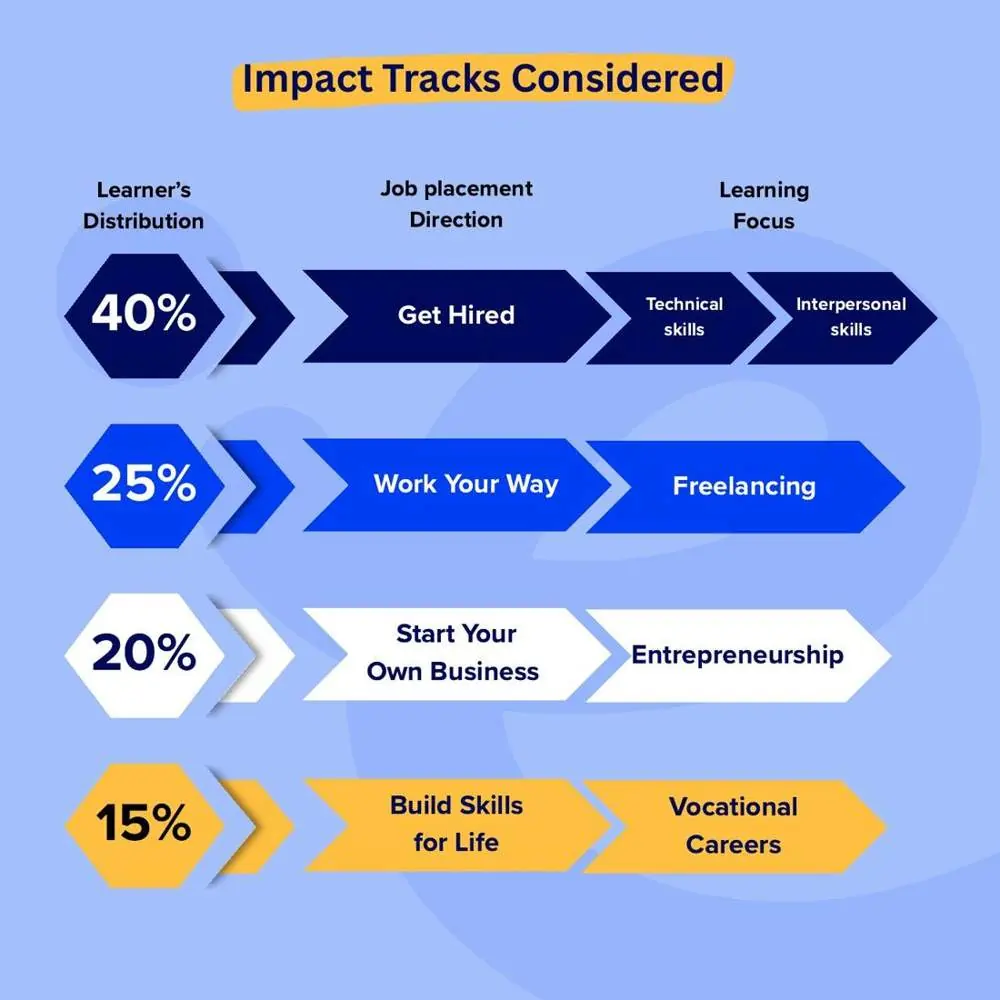 Impact Tracks Considered
Learner's
Distribution
Job placement
Direction
Learning
Focus
40%
Get Hired
Technical
skills
Interpersonal
skills
25%
Work Your Way
Freelancing
20%
Start Your
Own Business
Entrepreneurship
15%
Build Skills
for Life
Vocational
Careers